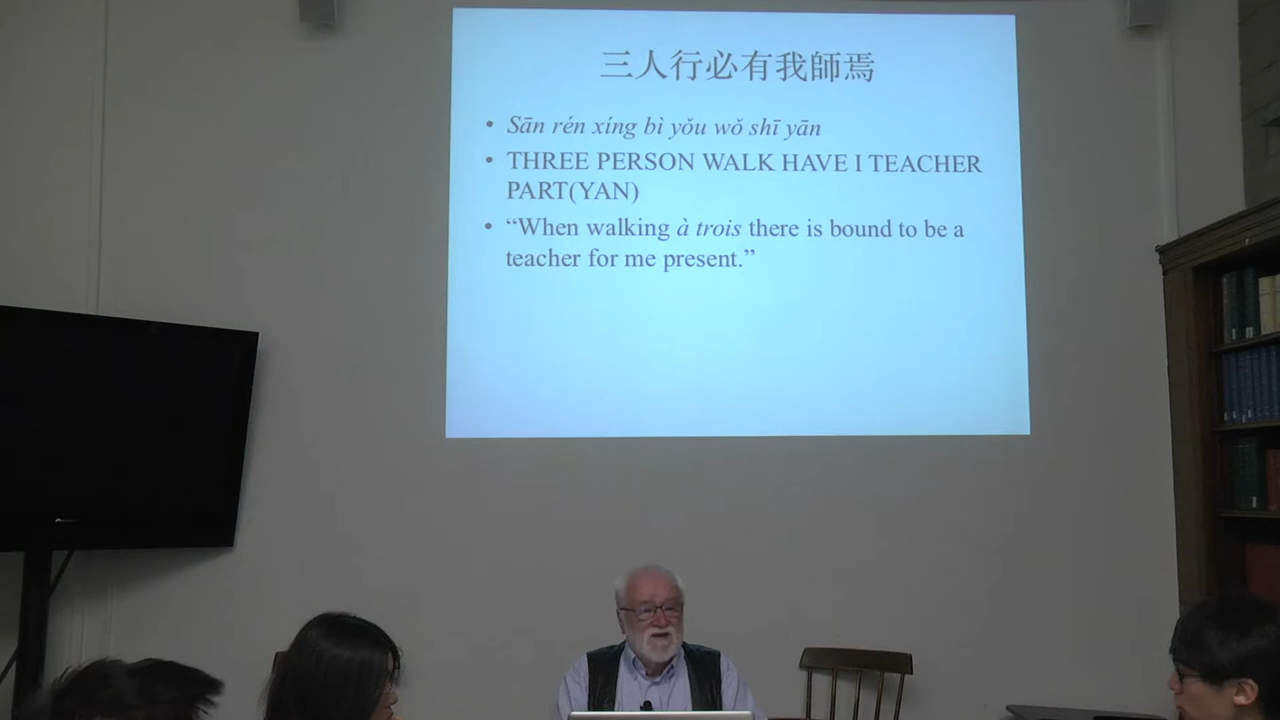 三人行必有我師焉
• Sān rén xíng bì yǒu wǒ shī yān
• THREE PERSON WALK HAVE I TEACHER
PART(YAN)
• “When walking à trois there is bound to be a
teacher for me present.”